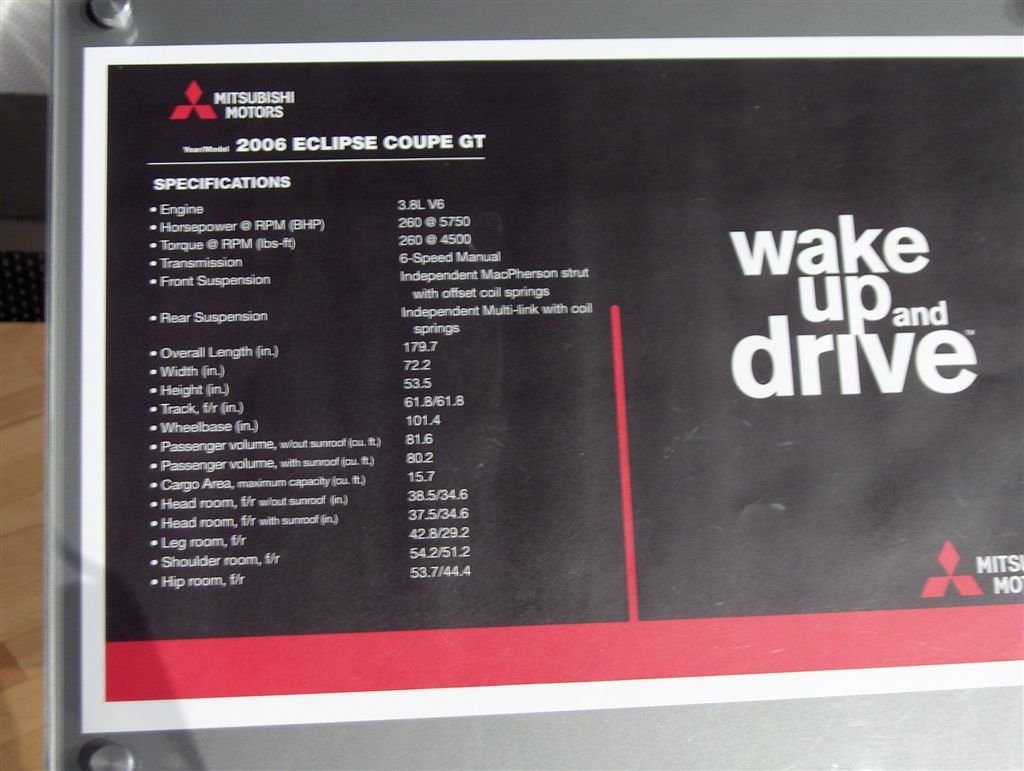 MITSUBISHI
MOTORS
Year/Model 2006 ECLIPSE COUPE GT
SPECIFICATIONS
• Engine 3.8L V6
• Horsepower @ RPM (BHP) 260 @ 5750
• Torque @ RPM (lbs-ft) 260 @ 4500
• Transmission 6-Speed Manual
• Front Suspension Independent MacPherson strut
with offset coil springs
• Rear Suspension Independent Multi-link with coil
springs
• Overall Length (in.) 179.7
• Width (in.) 72.2
• Height (in.) 53.5
• Track, f/r (in.) 61.8/61.8
• Wheelbase (in.) 101.4
• Passenger volume, w/out sunroof (cu. ft.) 81.6
• Passenger volume, with sunroof (cu. ft.) 80.2
• Cargo Area, maximum capacity (cu. ft.) 15.7
• Head room, f/r w/out sunroof (in.) 38.5/34.6
• Head room, f/r with sunroof (in.) 37.5/34.6
• Leg room, f/r 42.8/29.2
• Shoulder room, f/r 54.2/51.2
• Hip room, f/r 53.7/44.4
wake
up and
drive™
MITSU
MOT